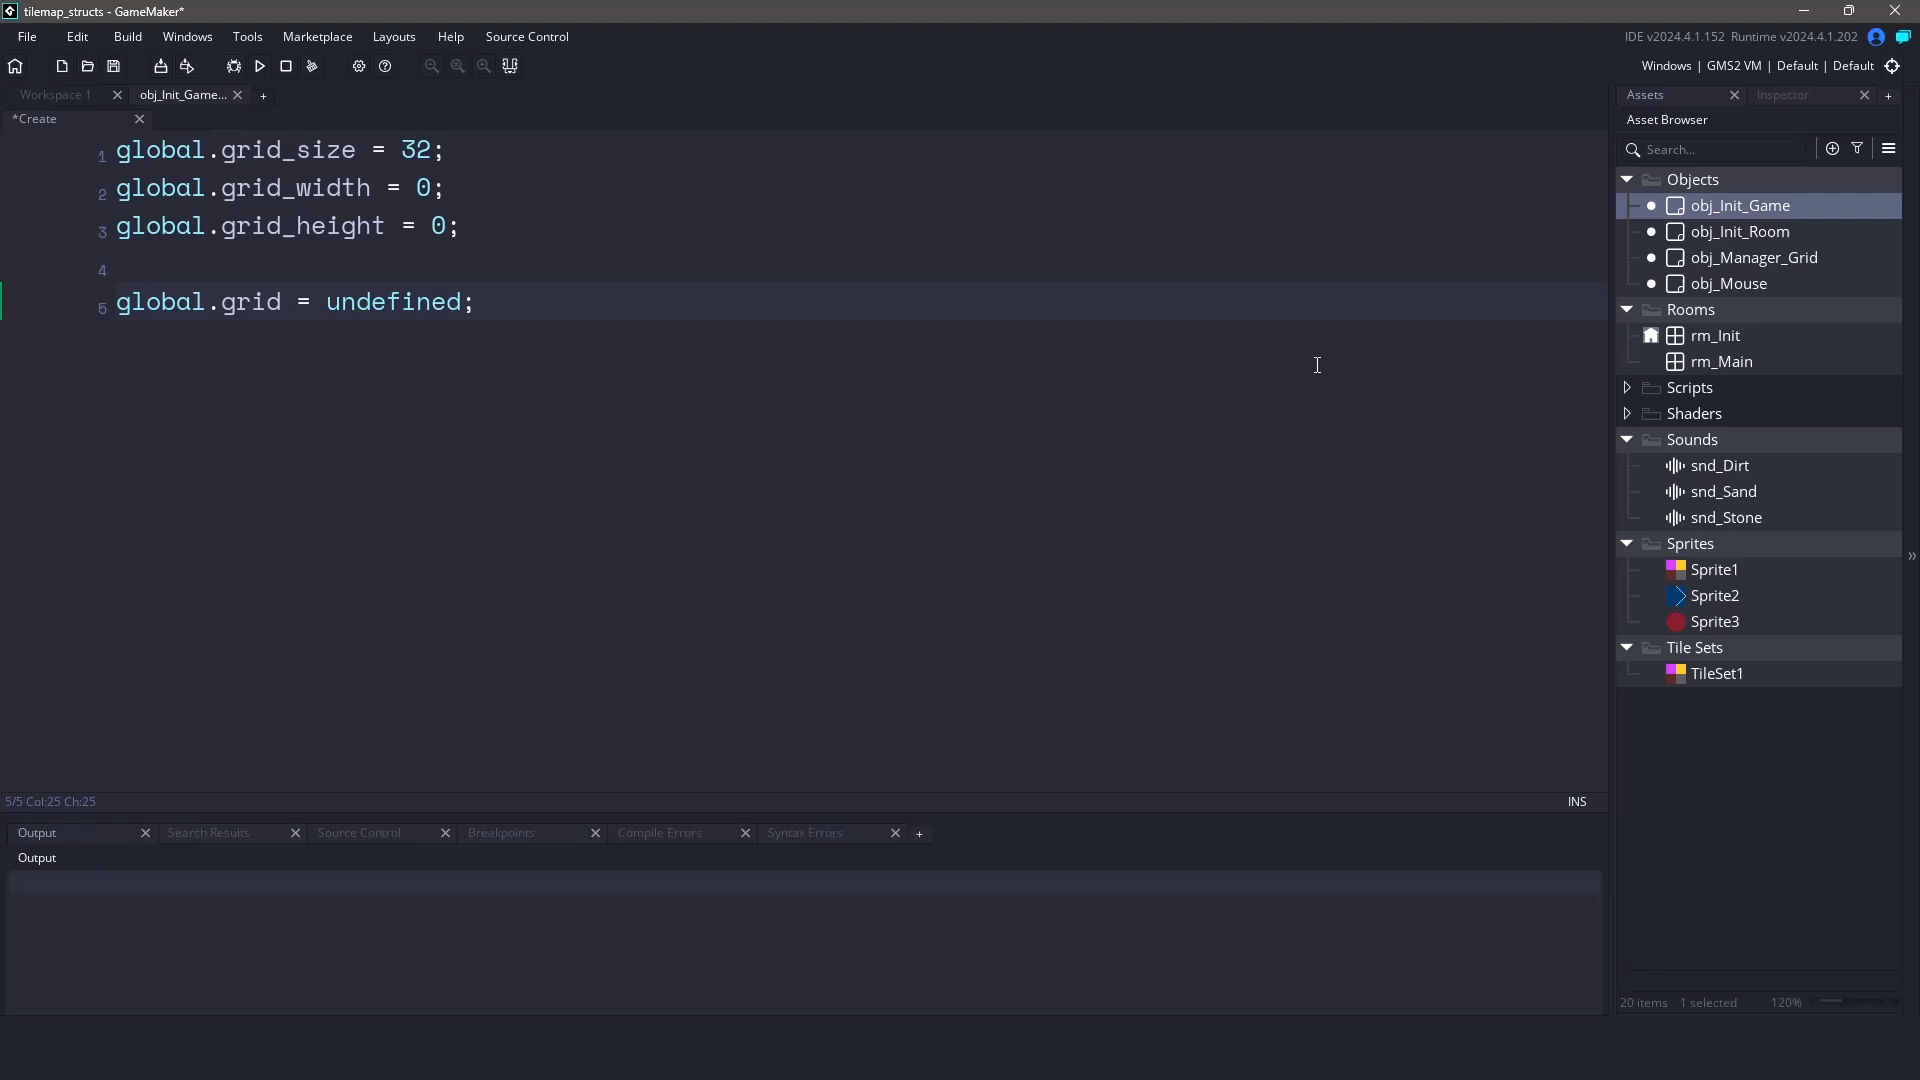 tilemap_structs - GameMaker*
File Edit Build Windows Tools Marketplace Layouts Help Source Control
IDE v2024.4.1.152 Runtime v2024.4.1.202
Windows | GMS2 VM | Default | Default
Workspace 1
obj_Init_Game...
+
*Create
1 global.grid_size = 32;
2 global.grid_width = 0;
3 global.grid_height = 0;
4
5 global.grid = undefined;
5/5 Col:25 Ch:25
INS
Output Search Results Source Control Breakpoints Compile Errors Syntax Errors +
Output
Assets Inspector +
Asset Browser
Search...
Objects
obj_Init_Game
obj_Init_Room
obj_Manager_Grid
obj_Mouse
Rooms
rm_Init
rm_Main
Scripts
Shaders
Sounds
snd_Dirt
snd_Sand
snd_Stone
Sprites
Sprite1
Sprite2
Sprite3
Tile Sets
TileSet1
20 items 1 selected 120%